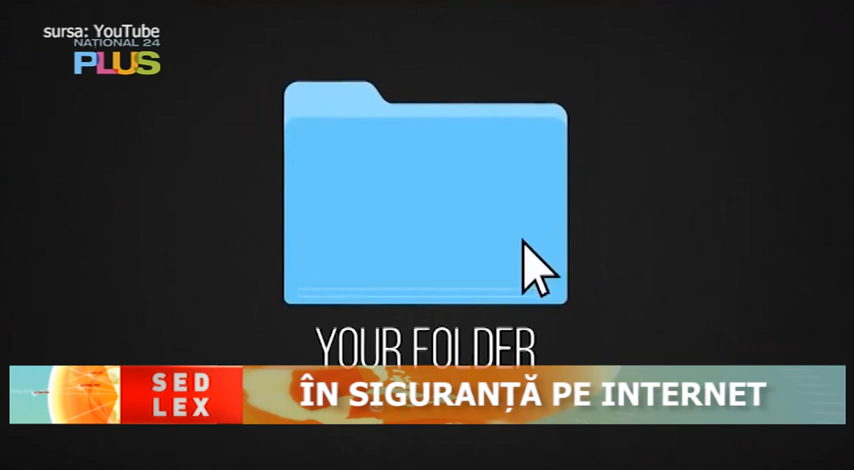 sursa: YouTube
NATIONAL 24
PLUS
YOUR FOLDER
SED
LEX
ÎN SIGURANȚĂ PE INTERNET